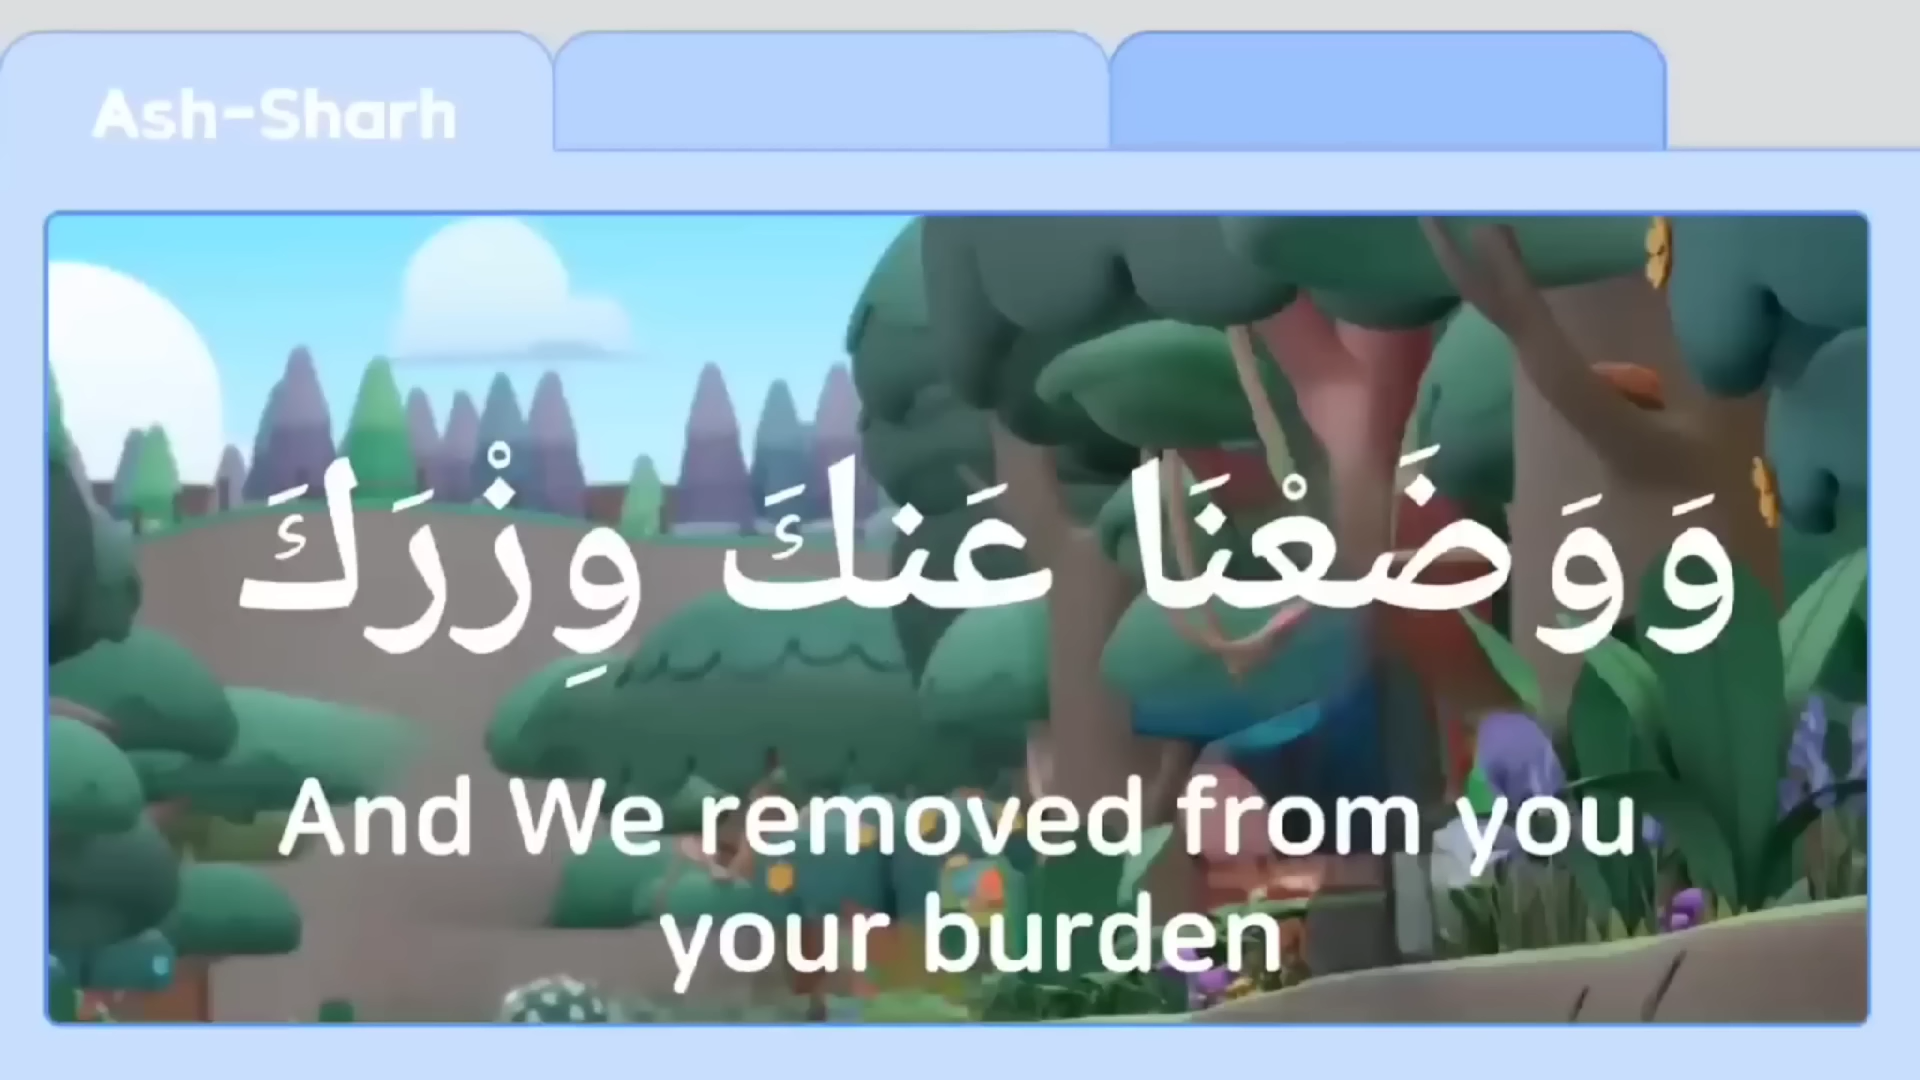 Ash-Sharh
وَوَضَعْنَا عَنكَ وِزْرَكَ
And We removed from you
your burden